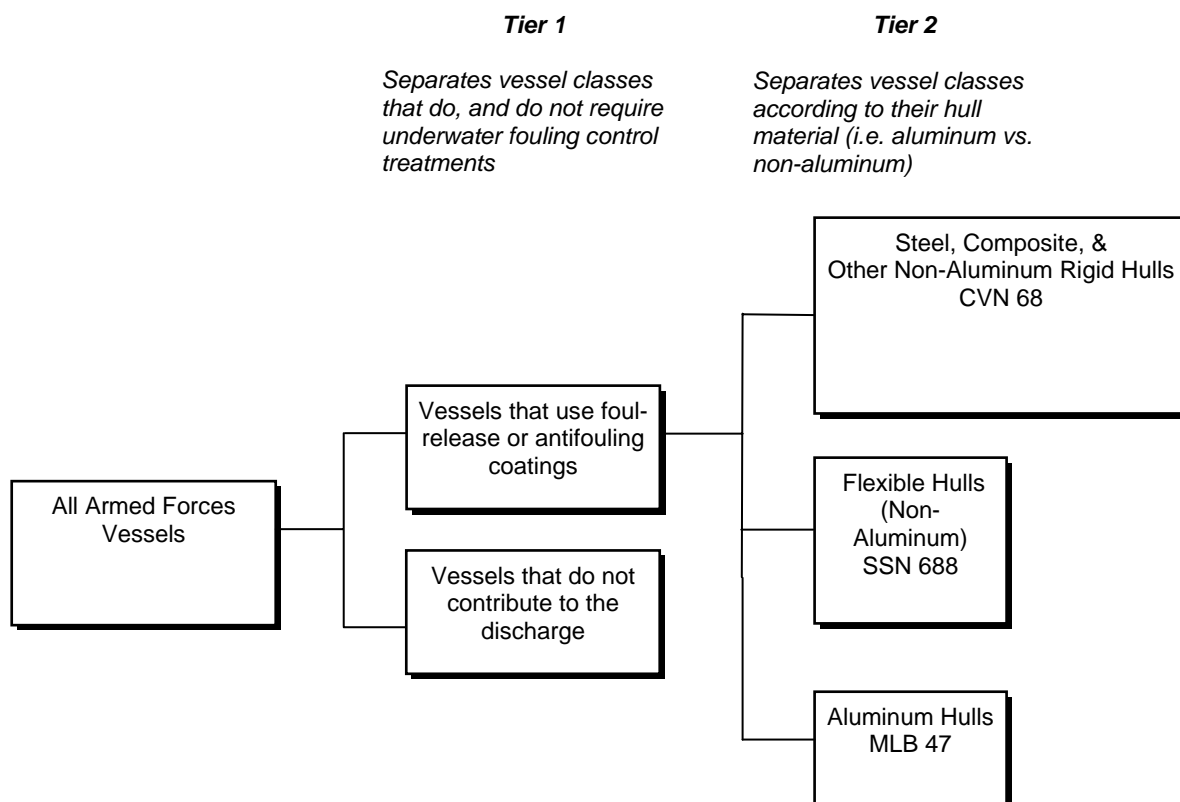 Tier 1
Tier 2
Separates vessel classes
that do, and do not require
underwater fouling control
treatments
Separates vessel classes
according to their hull
material (i.e. aluminum vs.
non-aluminum)
All Armed Forces
Vessels
Vessels that use foul-
release or antifouling
coatings
Vessels that do not
contribute to the
discharge
Steel, Composite, &
Other Non-Aluminum Rigid Hulls
CVN 68
Flexible Hulls
(Non-
Aluminum)
SSN 688
Aluminum Hulls
MLB 47